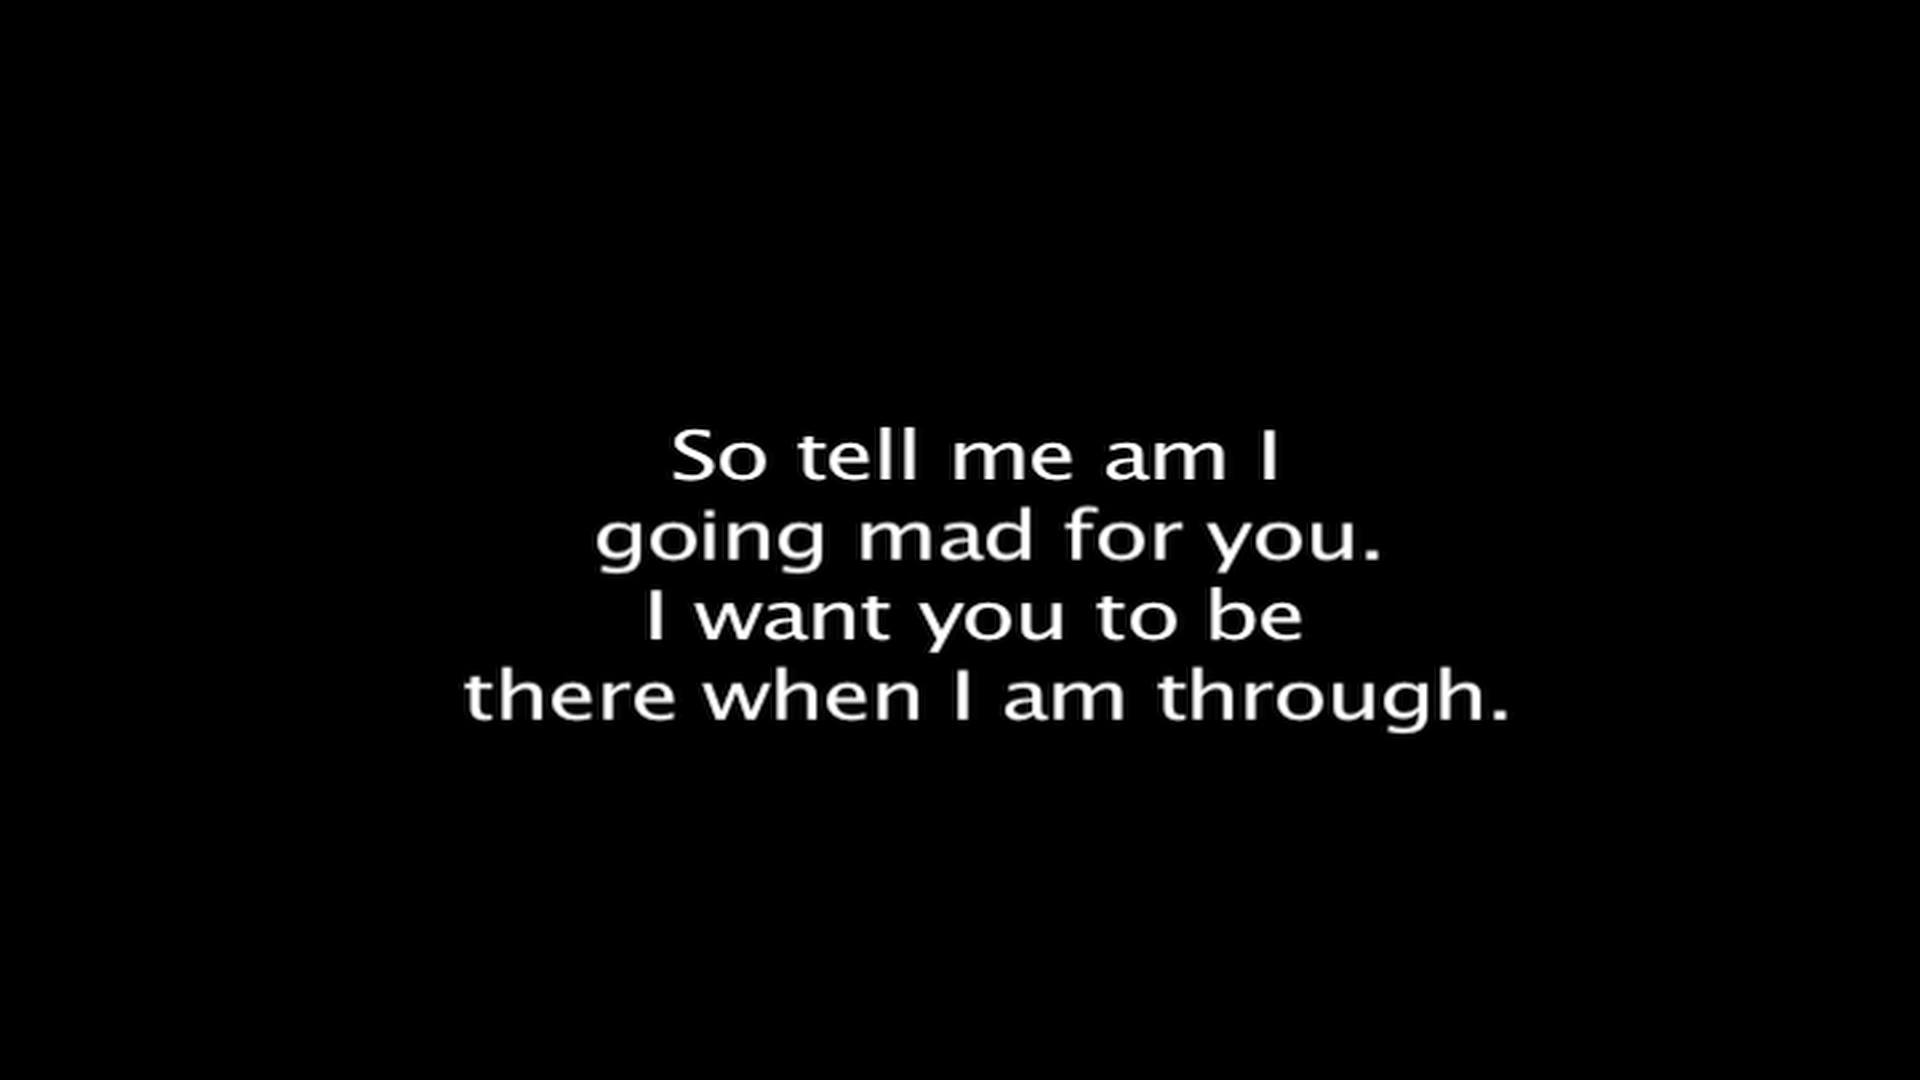 So tell me am I
going mad for you.
I want you to be
there when I am through.